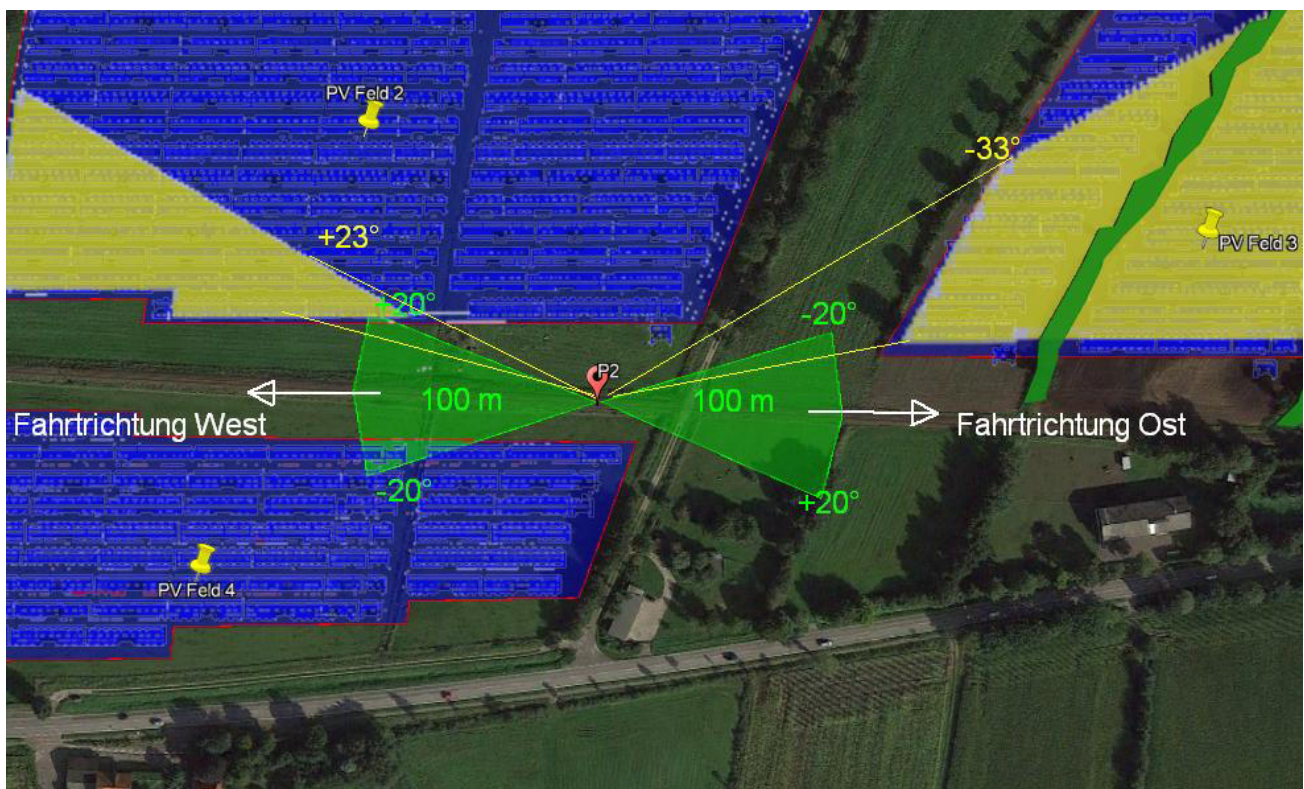 PV Feld 2
-33°
+23°
PV Feld 3
+20°
-20°
P2
100 m
100 m
Fahrtrichtung West
Fahrtrichtung Ost
-20°
+20°
PV Feld 4